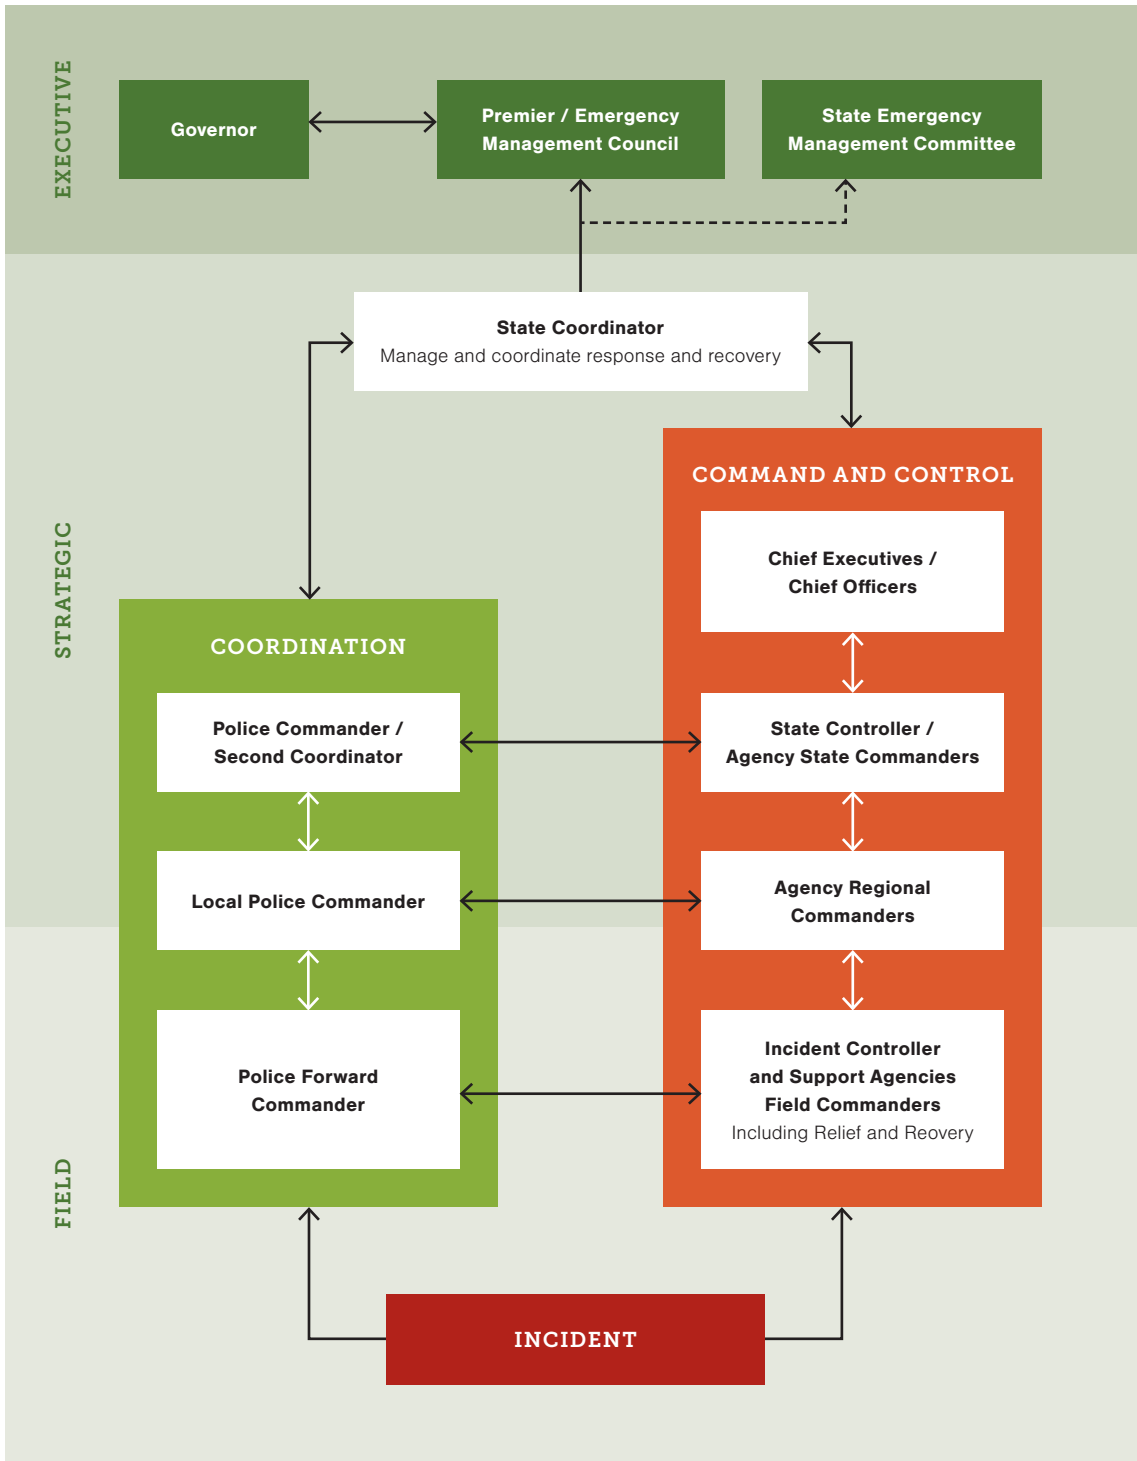 EXECUTIVE
Governor
Premier / Emergency
Management Council
State Emergency
Management Committee
STRATEGIC
State Coordinator
Manage and coordinate response and recovery
COMMAND AND CONTROL
Chief Executives /
Chief Officers
COORDINATION
Police Commander /
Second Coordinator
State Controller /
Agency State Commanders
Local Police Commander
Agency Regional
Commanders
FIELD
Police Forward
Commander
Incident Controller
and Support Agencies
Field Commanders
Including Relief and Reovery
INCIDENT